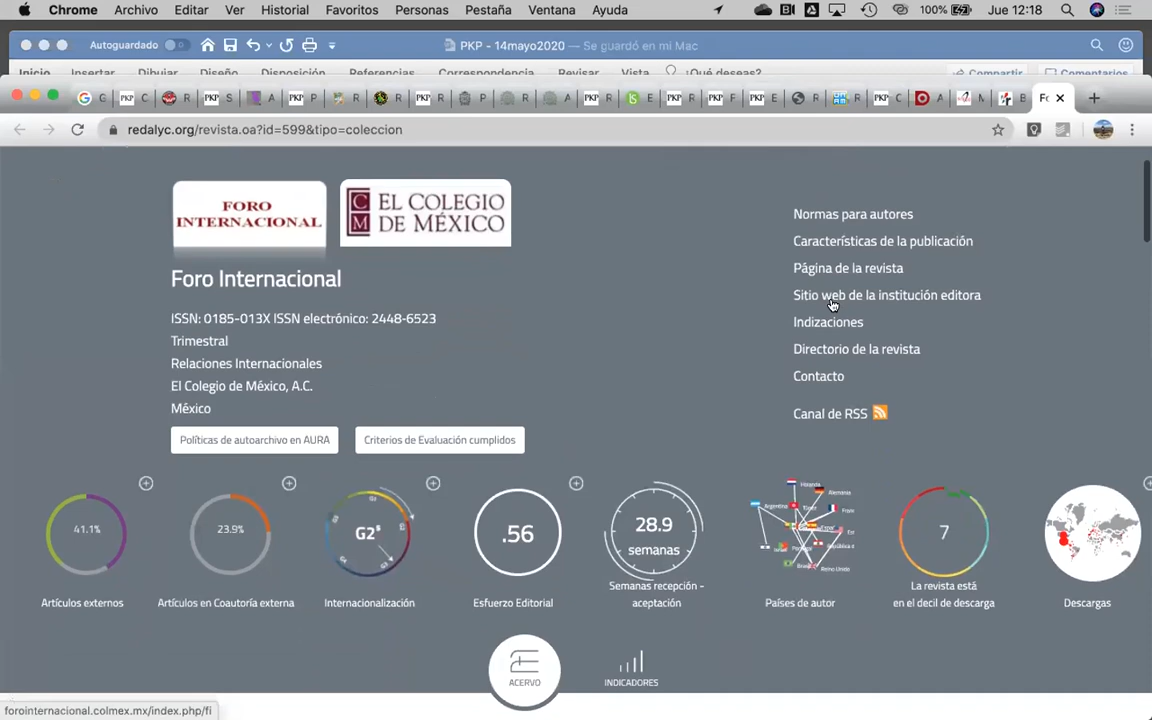 Chrome Archivo Editar Ver Historial Favoritos Personas Pestaña Ventana Ayuda 100% Jue 12:18
Autoguardado PKP - 14mayo2020 — Se guardó en mi Mac
Inicio Insertar Dibujar Diseño Disposición Referencias Correspondencia Revisar Vista ¿Qué deseas? Compartir Comentarios
redalyc.org/revista.oa?id=599&tipo=coleccion
FORO
INTERNACIONAL
EL COLEGIO
DE MÉXICO
Foro Internacional
ISSN: 0185-013X ISSN electrónico: 2448-6523
Trimestral
Relaciones Internacionales
El Colegio de México, A.C.
México
Políticas de autoarchivo en AURA
Criterios de Evaluación cumplidos
Normas para autores
Características de la publicación
Página de la revista
Sitio web de la institución editora
Indizaciones
Directorio de la revista
Contacto
Canal de RSS
41.1%
Artículos externos
23.9%
Artículos en Coautoría externa
G2
Internacionalización
.56
Esfuerzo Editorial
28.9
semanas
Semanas recepción -
aceptación
Países de autor
7
La revista está
en el decil de descarga
Descargas
ACERVO
INDICADORES
forointernacional.colmex.mx/index.php/fi